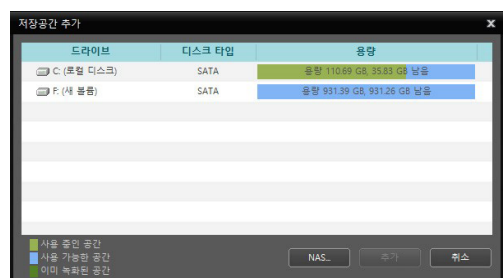 저장공간 추가
x
드라이브 디스크 타입 용량
C: (로컬 디스크) SATA 용량 110.69 GB, 35.83 GB 남음
F: (새 볼륨) SATA 용량 931.39 GB, 931.26 GB 남음
사용 중인 공간
사용 가능한 공간
이미 녹화된 공간
NAS... 추가 취소